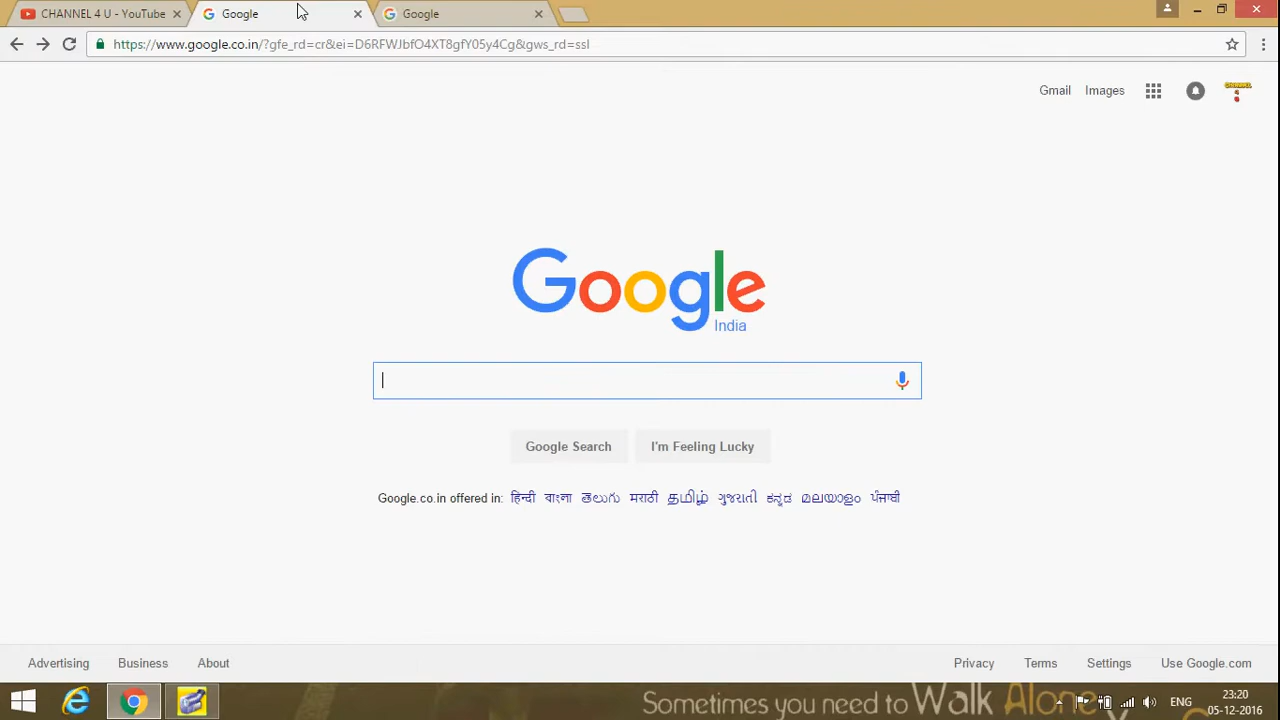 CHANNEL 4 U - YouTube
Google
Google
https://www.google.co.in/?gfe_rd=cr&ei=D6RFWJbfO4XT8gfY05y4Cg&gws_rd=ssl
Gmail Images
Google
India
Google Search I'm Feeling Lucky
Google.co.in offered in: हिन्दी বাংলা తెలుగు मराठी தமிழ் ગુજરાતી ಕನ್ನಡ മലയാളം ਪੰਜਾਬੀ
Advertising Business About Privacy Terms Settings Use Google.com
Sometimes you need to Walk Alone
ENG
23:20
05-12-2016